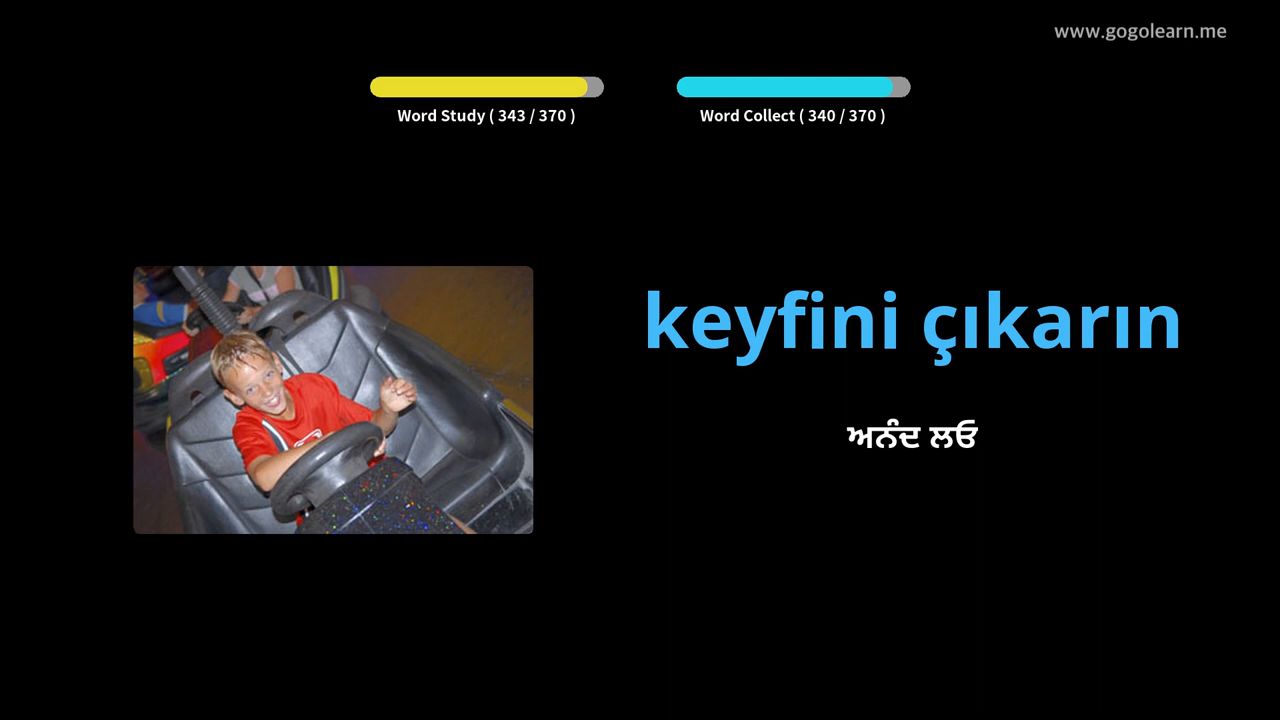 www.gogolearn.me
Word Study ( 343 / 370 )
Word Collect ( 340 / 370 )
keyfini çıkarın
ਅਨੰਦ ਲਓ